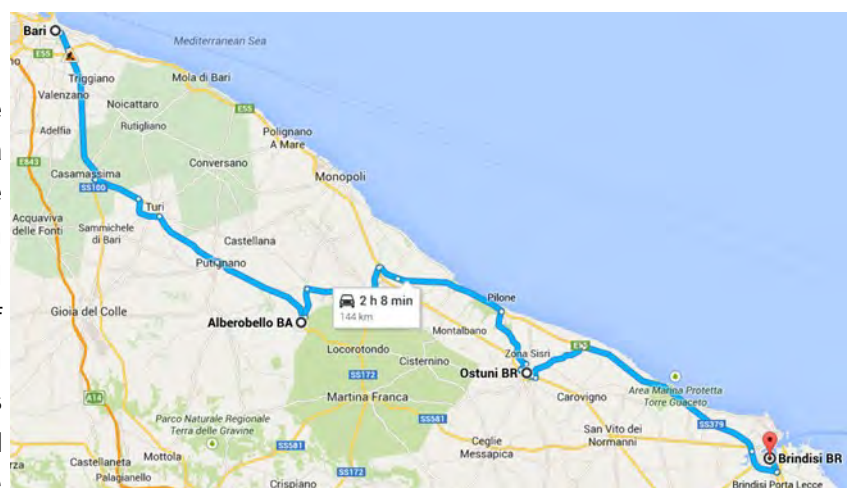 Bari
Mediterranean Sea
E55
Triggiano
Mola di Bari
Valenzano
Noicattaro
E55
Adelfia
Rutigliano
Polignano
A Mare
E843
Conversano
Casamassima
SS100
Monopoli
Turi
Acquaviva
delle Fonti
Sammichele
di Bari
Castellana
Putignano
2 h 8 min
144 km
Pilone
Gioia del Colle
Alberobello BA
Montalbano
Locorotondo
Cisternino
Zona Sisri
SS172
Ostuni BR
Area Marina Protetta
Torre Guaceto
Martina Franca
Carovigno
A14
SS379
Parco Naturale Regionale
Terra delle Gravine
SS581
San Vito dei
Normanni
SS581
Ceglie
Messapica
Brindisi BR
Castellaneta
Mottola
SS172
Palagianello
Crispiano
Brindisi Porta Lecce